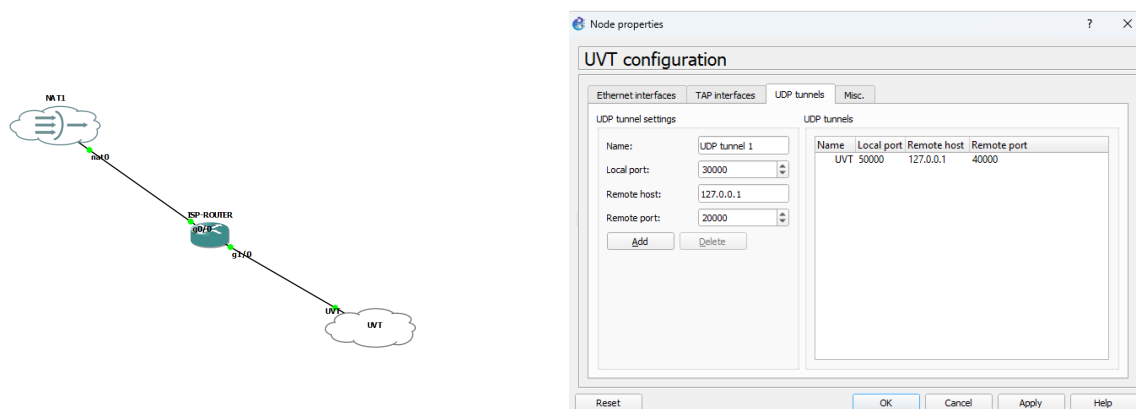 NAT1
nat0
ISP-ROUTER
g0/0
g1/0
UVT
UVT
Node properties
? X
UVT configuration
Ethernet interfaces TAP interfaces UDP tunnels Misc.
UDP tunnel settings
Name: UDP tunnel 1
Local port: 30000
Remote host: 127.0.0.1
Remote port: 20000
Add Delete
UDP tunnels
Name Local port Remote host Remote port
UVT 50000 127.0.0.1 40000
Reset OK Cancel Apply Help